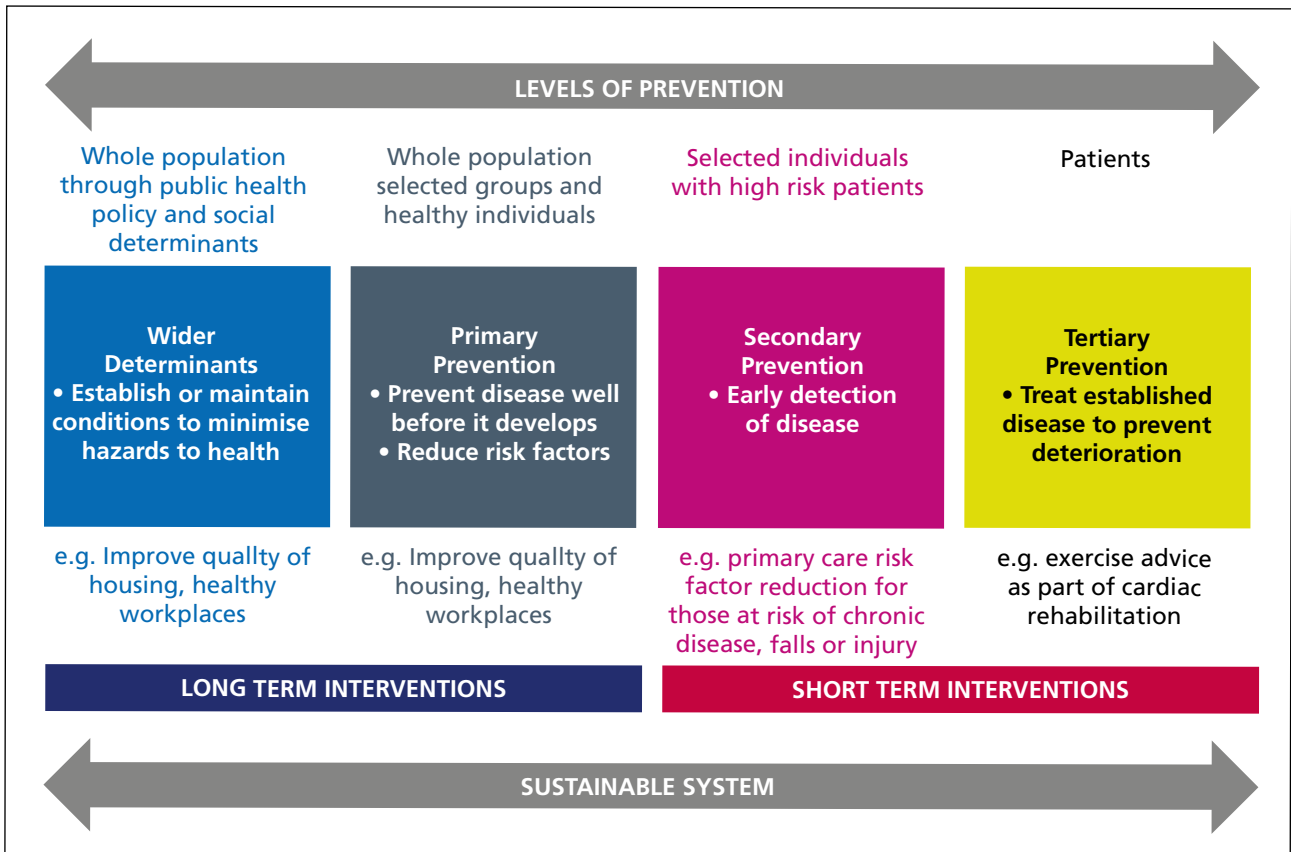 LEVELS OF PREVENTION
Whole population
through public health
policy and social
determinants
Whole population
selected groups and
healthy individuals
Selected individuals
with high risk patients
Patients
Wider
Determinants
• Establish or maintain
conditions to minimise
hazards to health
Primary
Prevention
• Prevent disease well
before it develops
• Reduce risk factors
Secondary
Prevention
• Early detection
of disease
Tertiary
Prevention
• Treat established
disease to prevent
deterioration
e.g. Improve quallty of
housing, healthy
workplaces
e.g. Improve quallty of
housing, healthy
workplaces
e.g. primary care risk
factor reduction for
those at risk of chronic
disease, falls or injury
e.g. exercise advice
as part of cardiac
rehabilitation
LONG TERM INTERVENTIONS
SHORT TERM INTERVENTIONS
SUSTAINABLE SYSTEM